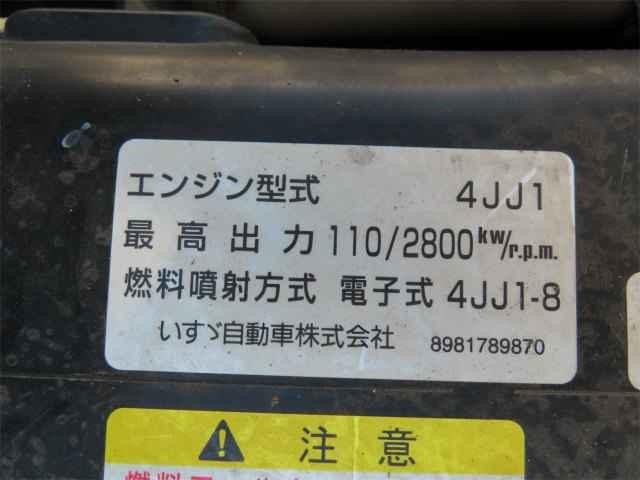 エンジン型式 4JJ1
最高出力 110/2800 kw/r.p.m.
燃料噴射方式 電子式 4JJ1-8
いすゞ自動車株式会社 8981789870
注意